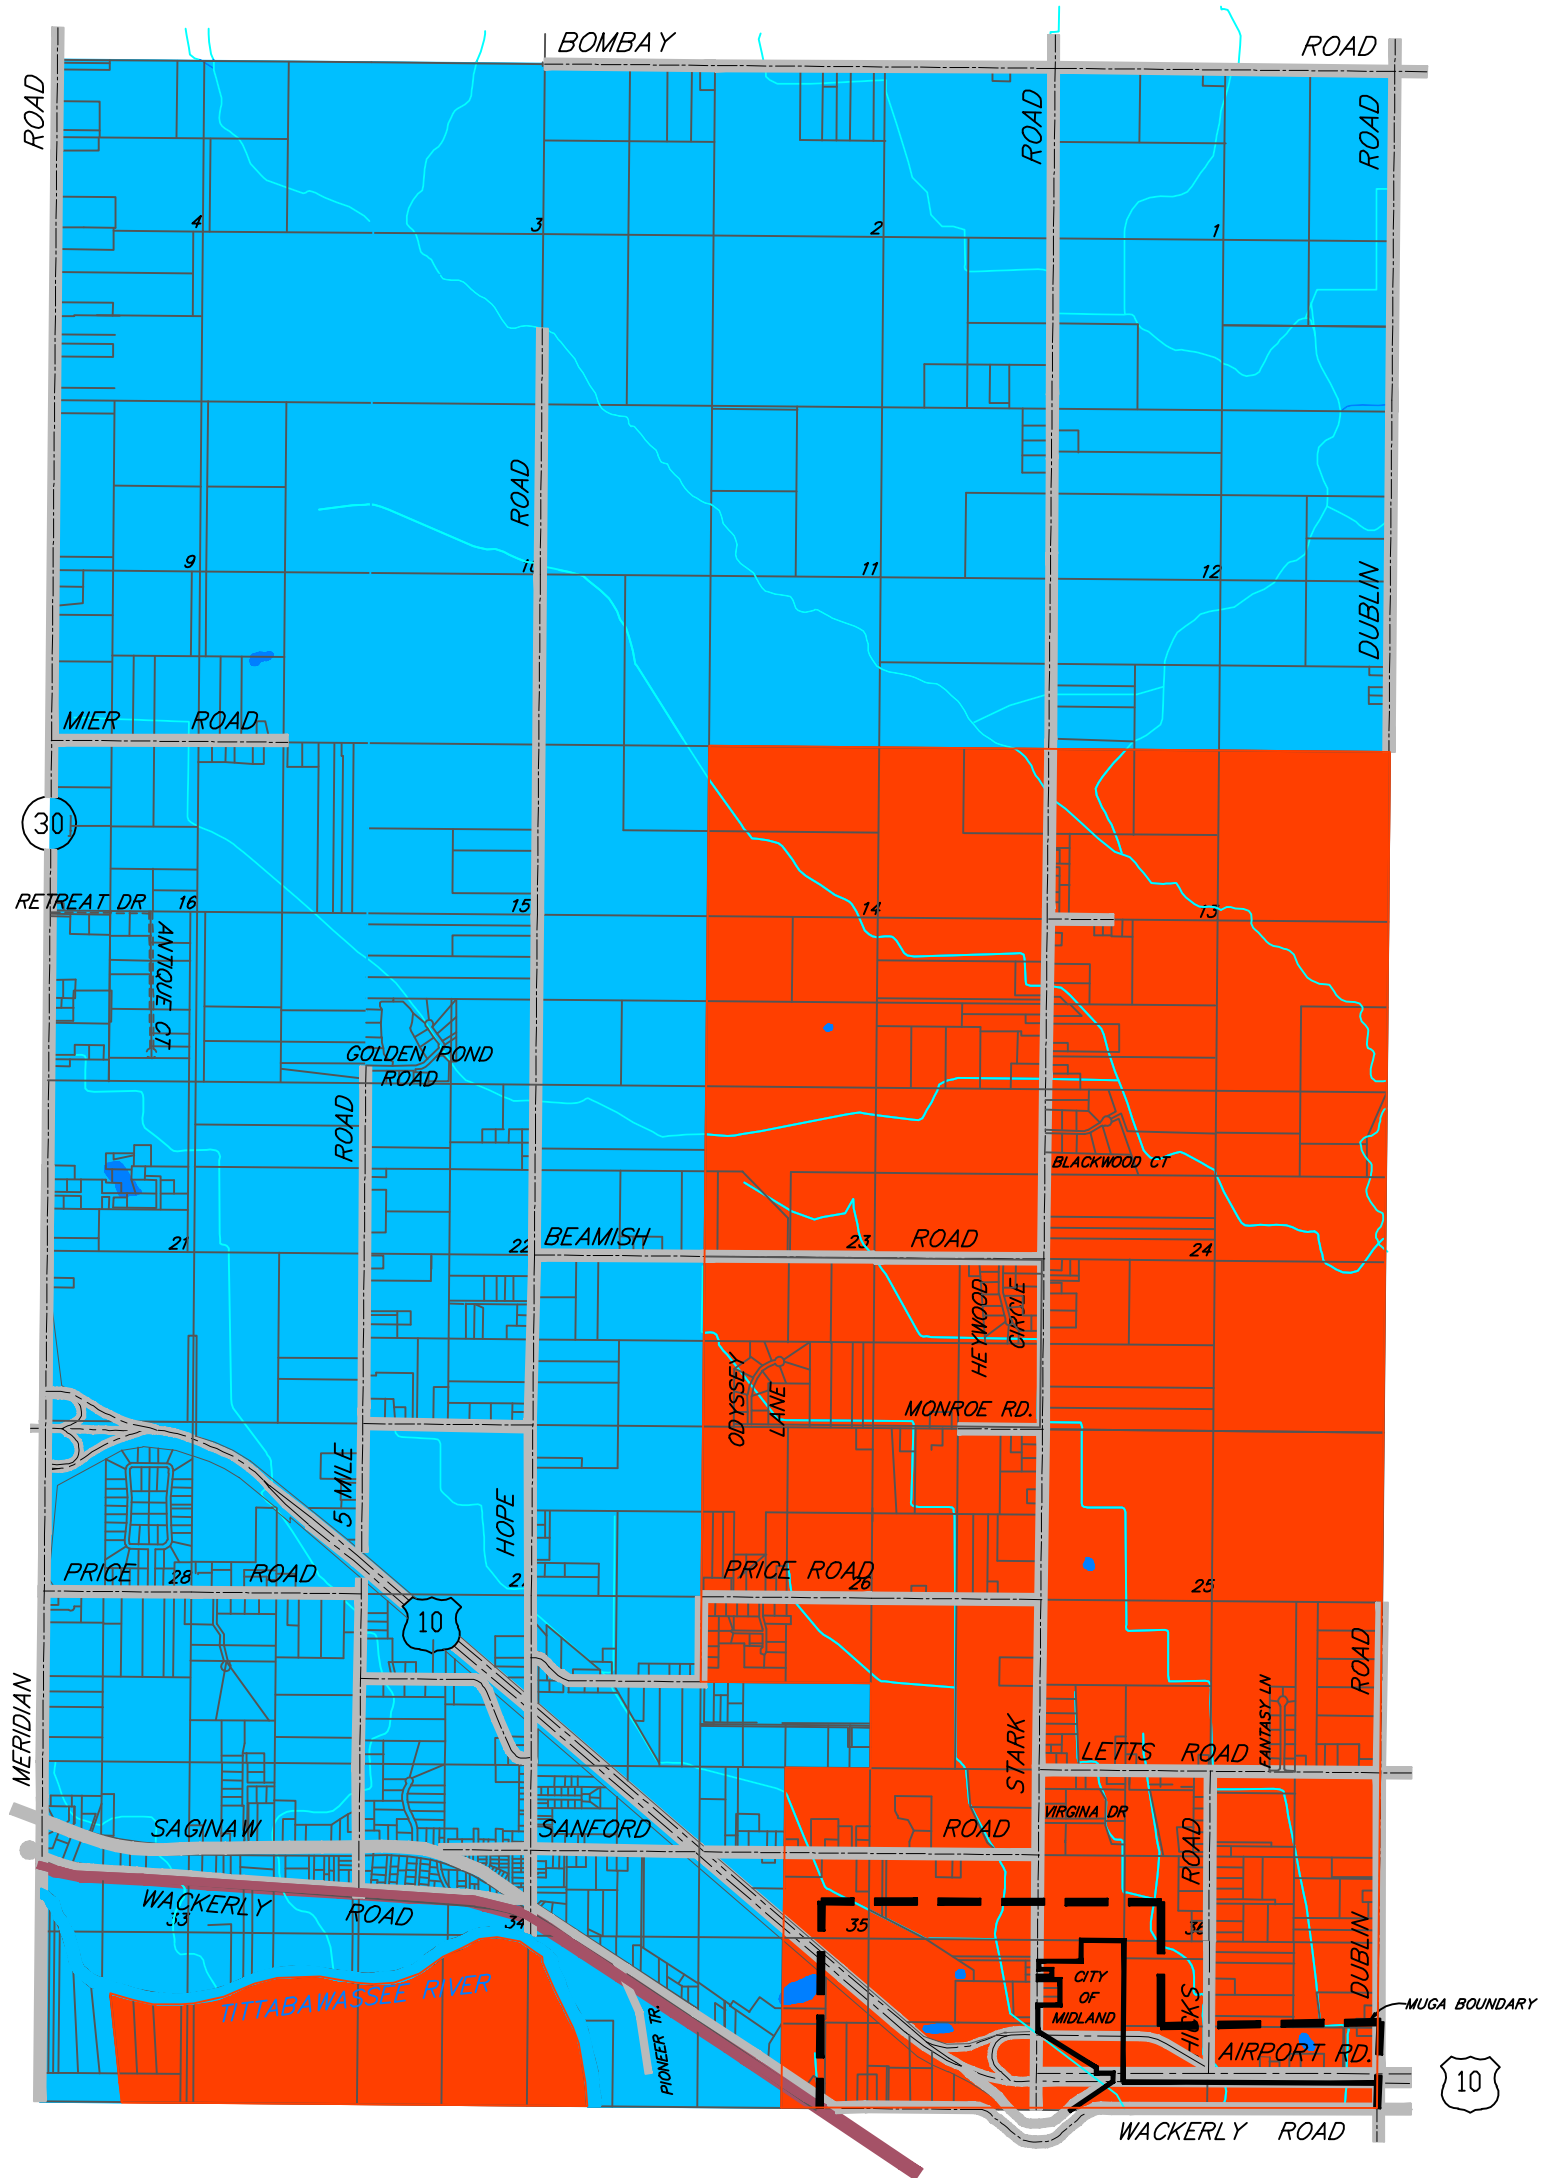 BOMBAY ROAD
ROAD
ROAD
ROAD
4
3
2
1
ROAD
9
10
11
12
DUBLIN
MIER ROAD
30
RETREAT DR
16
15
14
13
ANTIQUE CT
GOLDEN POND
ROAD
ROAD
BLACKWOOD CT
21
22
BEAMISH ROAD
23
24
HEYWOOD
CIRCLE
ODYSSEY
LANE
MONROE RD.
5 MILE
HOPE
PRICE ROAD
28
27
PRICE ROAD
26
25
10
ROAD
FANTASY LN
MERIDIAN
STARK
LETTS ROAD
VIRGINA DR
SAGINAW
SANFORD ROAD
ROAD
WACKERLY ROAD
33
34
35
36
DUBLIN
CITY
OF
MIDLAND
HICKS
MUGA BOUNDARY
TITTABAWASSEE RIVER
PIONEER TR.
AIRPORT RD.
10
WACKERLY ROAD